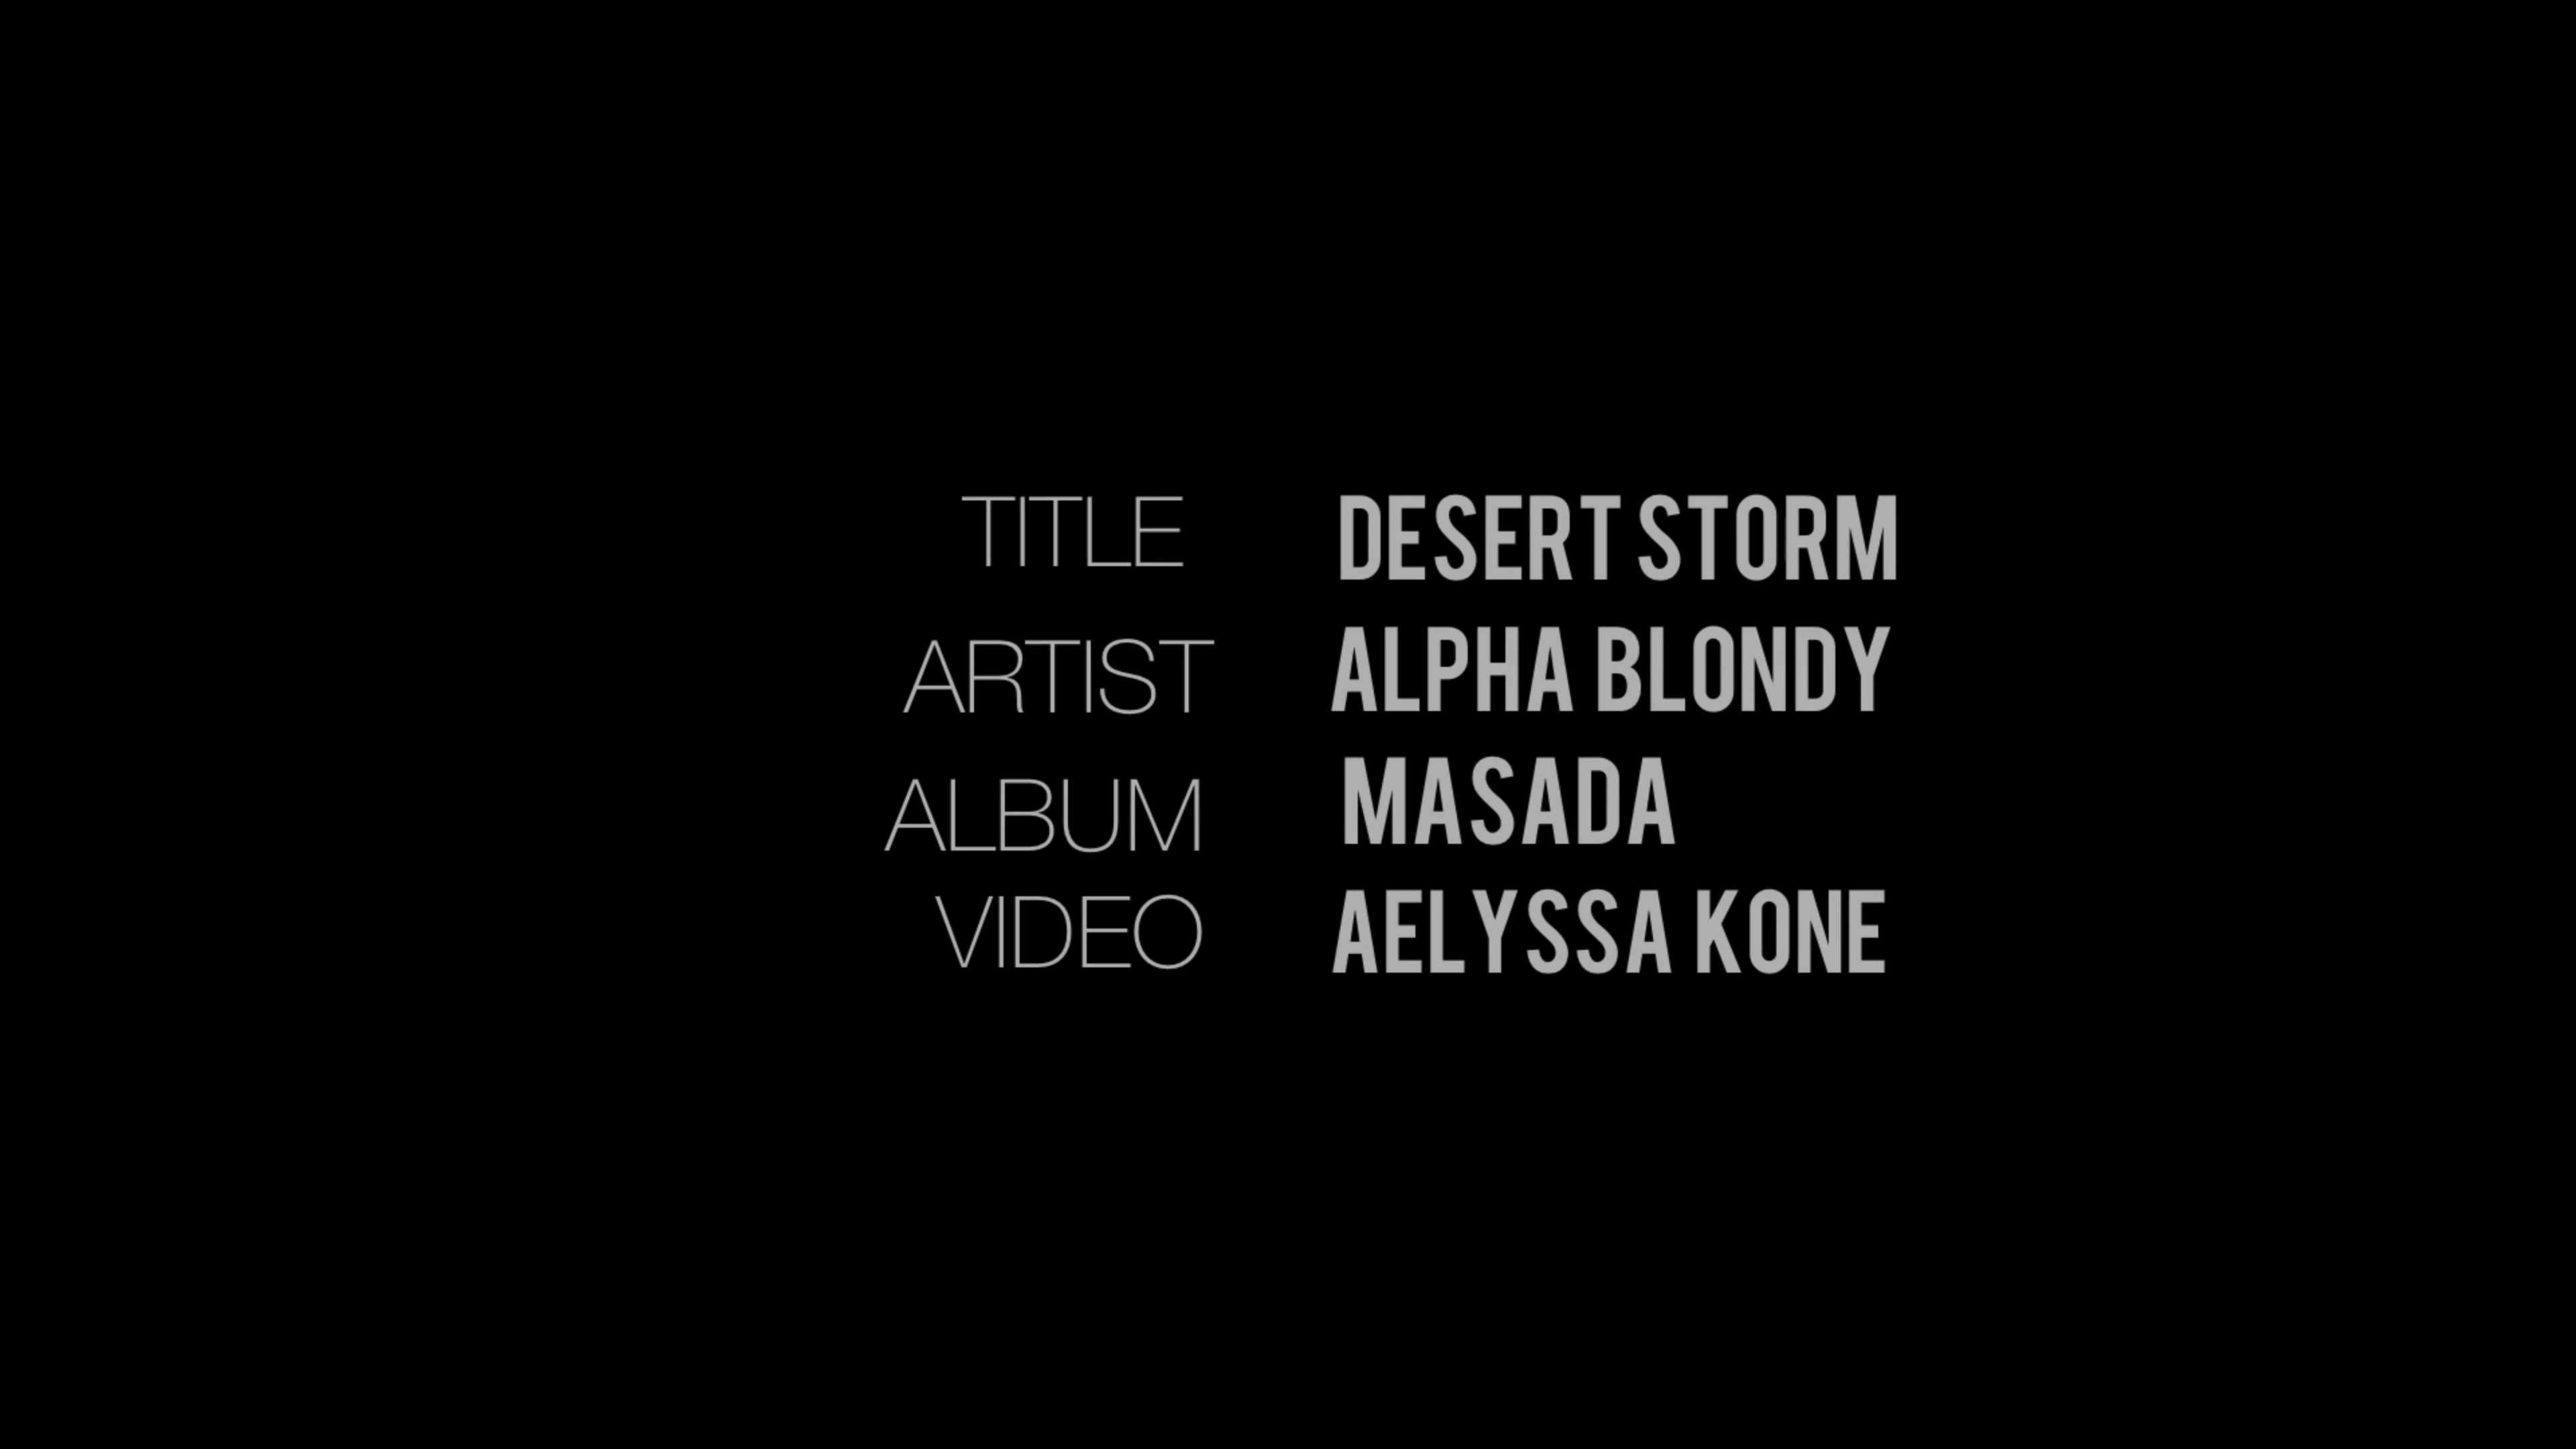 TITLE DESERT STORM
ARTIST ALPHA BLONDY
ALBUM MASADA
VIDEO AELYSSA KONE